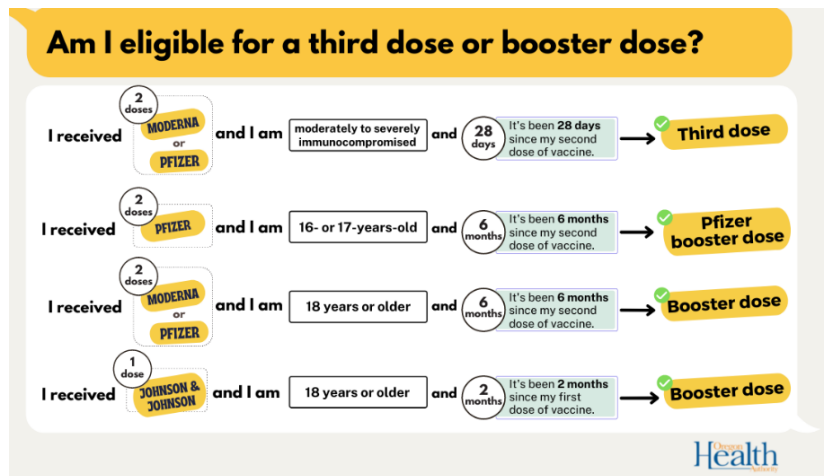 Am I eligible for a third dose or booster dose?
2
doses
I received
MODERNA
or
PFIZER
and I am
moderately to severely
immunocompromised
and
28
days
It's been 28 days
since my second
dose of vaccine.
Third dose
2
doses
I received
PFIZER
and I am
16- or 17-years-old
and
6
months
It's been 6 months
since my second
dose of vaccine.
Pfizer
booster dose
2
doses
I received
MODERNA
or
PFIZER
and I am
18 years or older
and
6
months
It's been 6 months
since my second
dose of vaccine.
Booster dose
1
dose
I received
JOHNSON &
JOHNSON
and I am
18 years or older
and
2
months
It's been 2 months
since my first
dose of vaccine.
Booster dose
Oregon
Health
Authority